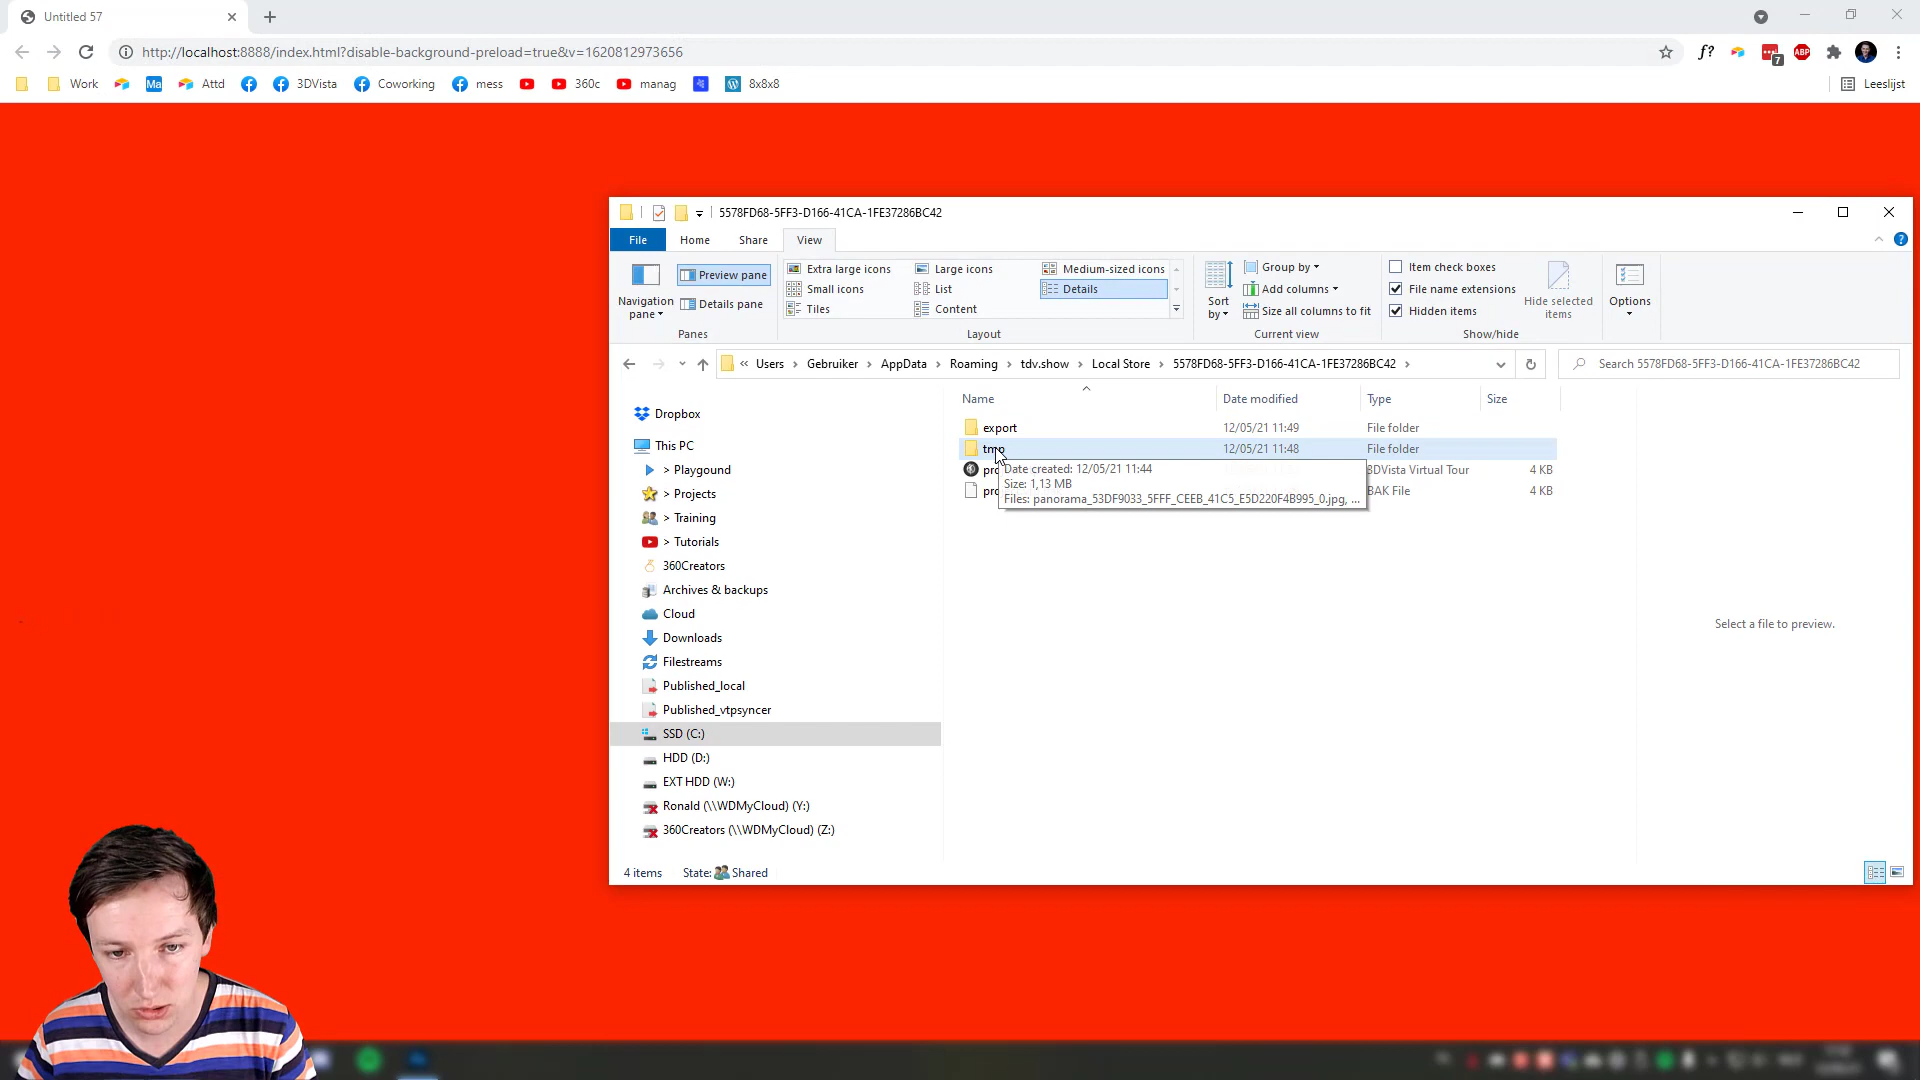 Untitled 57
http://localhost:8888/index.html?disable-background-preload=true&v=1620812973656
f?
7
ABP
Work
Ma
Attd
3DVista
Coworking
mess
360c
manag
8x8x8
Leeslijst
5578FD68-5FF3-D166-41CA-1FE37286BC42
File
Home
Share
View
Navigation pane
Preview pane
Details pane
Panes
Extra large icons
Large icons
Medium-sized icons
Small icons
List
Details
Tiles
Content
Layout
Sort by
Group by
Add columns
Size all columns to fit
Current view
Item check boxes
File name extensions
Hidden items
Hide selected items
Show/hide
Options
« Users > Gebruiker > AppData > Roaming > tdv.show > Local Store > 5578FD68-5FF3-D166-41CA-1FE37286BC42 >
Search 5578FD68-5FF3-D166-41CA-1FE37286BC42
Name
Date modified
Type
Size
export 12/05/21 11:49 File folder
tmp 12/05/21 11:48 File folder
3DVista Virtual Tour 4 KB
BAK File 4 KB
Date created: 12/05/21 11:44
Size: 1,13 MB
Files: panorama_53DF9033_5FFF_CEEB_41C5_E5D220F4B995_0.jpg, ...
Dropbox
This PC
> Playgound
> Projects
> Training
> Tutorials
360Creators
Archives & backups
Cloud
Downloads
Filestreams
Published_local
Published_vtpsyncer
SSD (C:)
HDD (D:)
EXT HDD (W:)
Ronald (\\WDMyCloud) (Y:)
360Creators (\\WDMyCloud) (Z:)
Select a file to preview.
4 items
State: Shared